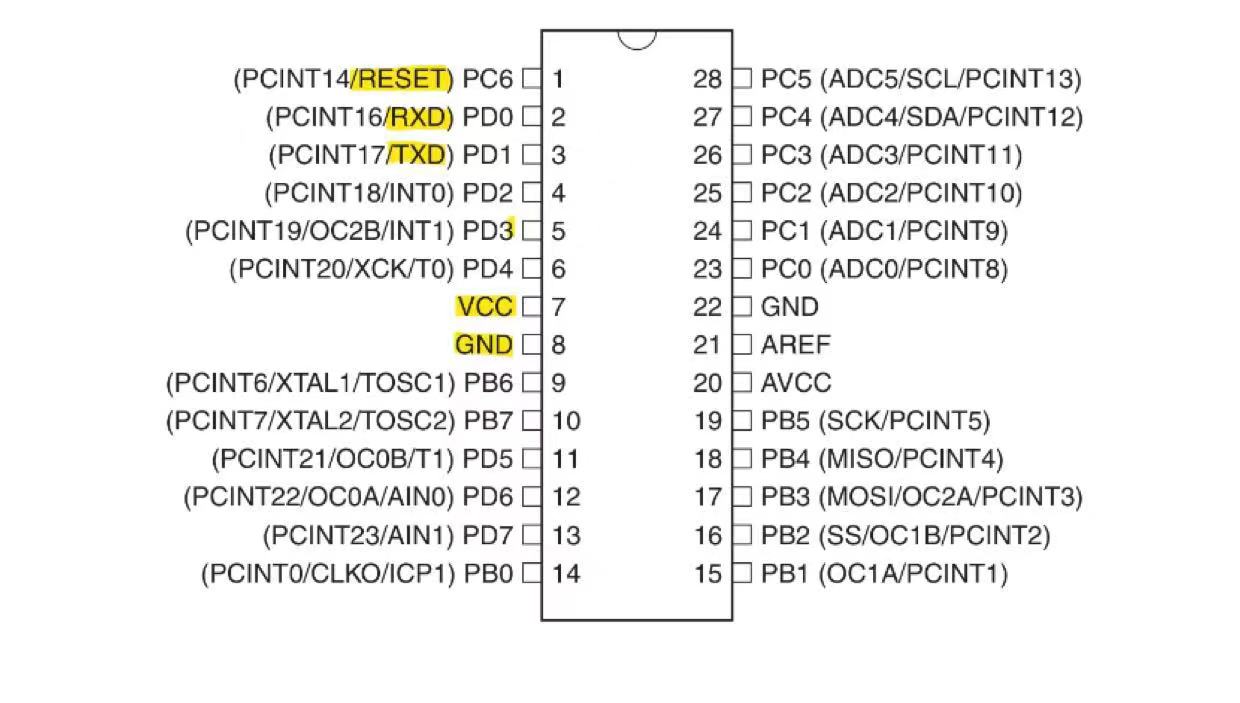 (PCINT14/RESET) PC6 1 28 PC5 (ADC5/SCL/PCINT13)
(PCINT16/RXD) PD0 2 27 PC4 (ADC4/SDA/PCINT12)
(PCINT17/TXD) PD1 3 26 PC3 (ADC3/PCINT11)
(PCINT18/INT0) PD2 4 25 PC2 (ADC2/PCINT10)
(PCINT19/OC2B/INT1) PD3 5 24 PC1 (ADC1/PCINT9)
(PCINT20/XCK/T0) PD4 6 23 PC0 (ADC0/PCINT8)
VCC 7 22 GND
GND 8 21 AREF
(PCINT6/XTAL1/TOSC1) PB6 9 20 AVCC
(PCINT7/XTAL2/TOSC2) PB7 10 19 PB5 (SCK/PCINT5)
(PCINT21/OC0B/T1) PD5 11 18 PB4 (MISO/PCINT4)
(PCINT22/OC0A/AIN0) PD6 12 17 PB3 (MOSI/OC2A/PCINT3)
(PCINT23/AIN1) PD7 13 16 PB2 (SS/OC1B/PCINT2)
(PCINT0/CLKO/ICP1) PB0 14 15 PB1 (OC1A/PCINT1)